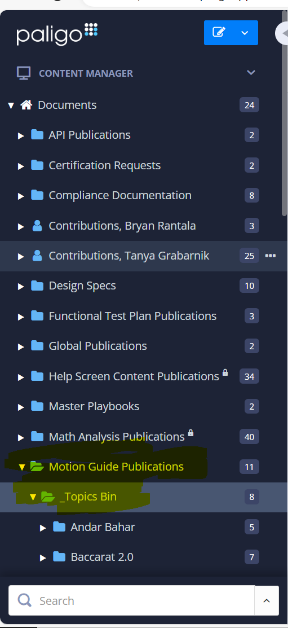 paligo
CONTENT MANAGER
Documents 24
API Publications 2
Certification Requests 2
Compliance Documentation 8
Contributions, Bryan Rantala 3
Contributions, Tanya Grabarnik 25
Design Specs 10
Functional Test Plan Publications 3
Global Publications 2
Help Screen Content Publications 34
Master Playbooks 2
Math Analysis Publications 40
Motion Guide Publications 11
_Topics Bin 8
Andar Bahar 5
Baccarat 2.0 7
Search